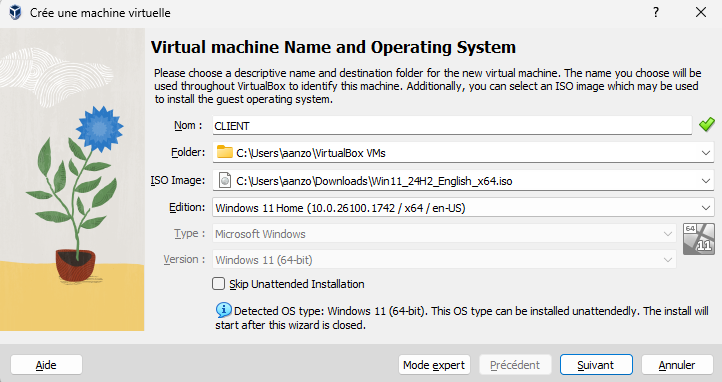 Crée une machine virtuelle
?
Virtual machine Name and Operating System
Please choose a descriptive name and destination folder for the new virtual machine. The name you choose will be
used throughout VirtualBox to identify this machine. Additionally, you can select an ISO image which may be used
to install the guest operating system.
Nom : CLIENT
Folder: C:\Users\aanzo\VirtualBox VMs
ISO Image: C:\Users\aanzo\Downloads\Win11_24H2_English_x64.iso
Edition: Windows 11 Home (10.0.26100.1742 / x64 / en-US)
Type : Microsoft Windows
64
11
Version : Windows 11 (64-bit)
Skip Unattended Installation
Detected OS type: Windows 11 (64-bit). This OS type can be installed unattendedly. The install will
start after this wizard is closed.
Aide Mode expert Précédent Suivant Annuler